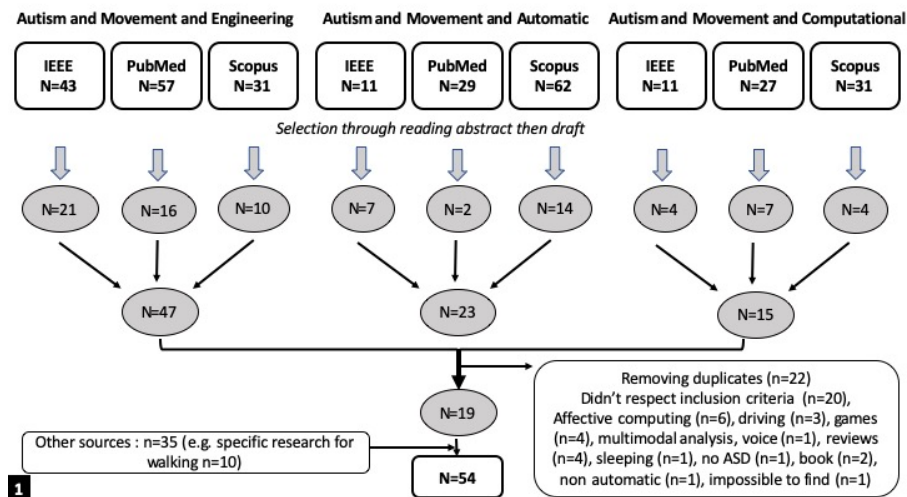 Autism and Movement and Engineering
Autism and Movement and Automatic
Autism and Movement and Computational
IEEE
N=43
PubMed
N=57
Scopus
N=31
IEEE
N=11
PubMed
N=29
Scopus
N=62
IEEE
N=11
PubMed
N=27
Scopus
N=31
Selection through reading abstract then draft
N=21
N=16
N=10
N=7
N=2
N=14
N=4
N=7
N=4
N=47
N=23
N=15
Removing duplicates (n=22)
Didn't respect inclusion criteria (n=20),
Affective computing (n=6), driving (n=3), games
(n=4), multimodal analysis, voice (n=1), reviews
(n=4), sleeping (n=1), no ASD (n=1), book (n=2),
non automatic (n=1), impossible to find (n=1)
N=19
Other sources : n=35 (e.g. specific research for
walking n=10)
N=54
1